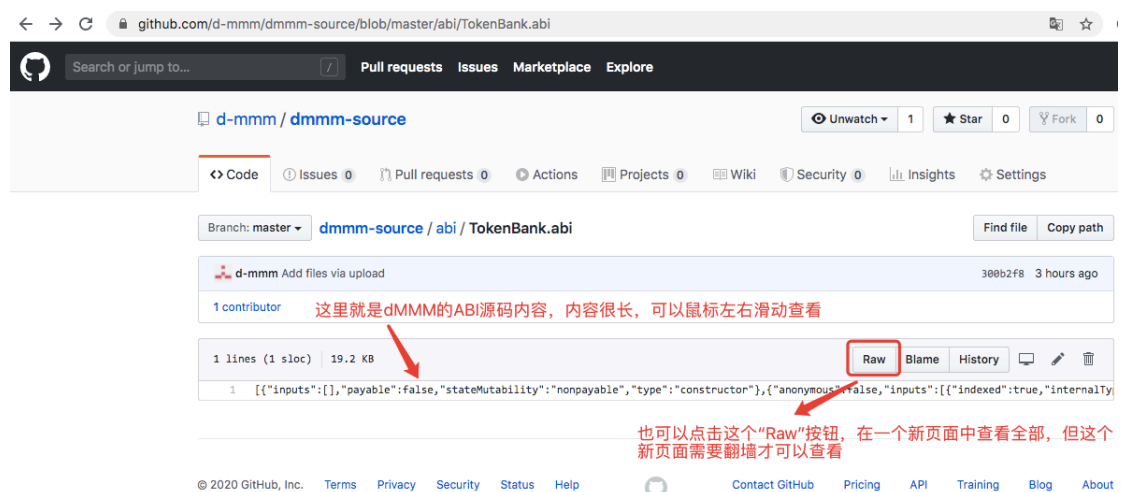 github.com/d-mmm/dmmm-source/blob/master/abi/TokenBank.abi
Search or jump to... / Pull requests Issues Marketplace Explore
d-mmm / dmmm-source Unwatch 1 Star 0 Fork 0
Code Issues 0 Pull requests 0 Actions Projects 0 Wiki Security 0 Insights Settings
Branch: master dmmm-source / abi / TokenBank.abi Find file Copy path
d-mmm Add files via upload 300b2f8 3 hours ago
1 contributor 这里就是dMMM的ABI源码内容，内容很长，可以鼠标左右滑动查看
1 lines (1 sloc) 19.2 KB Raw Blame History
1 [{"inputs":[],"payable":false,"stateMutability":"nonpayable","type":"constructor"},{"anonymous":false,"inputs":[{"indexed":true,"internalTy
也可以点击这个“Raw”按钮，在一个新页面中查看全部，但这个
新页面需要翻墙才可以查看
© 2020 GitHub, Inc. Terms Privacy Security Status Help Contact GitHub Pricing API Training Blog About